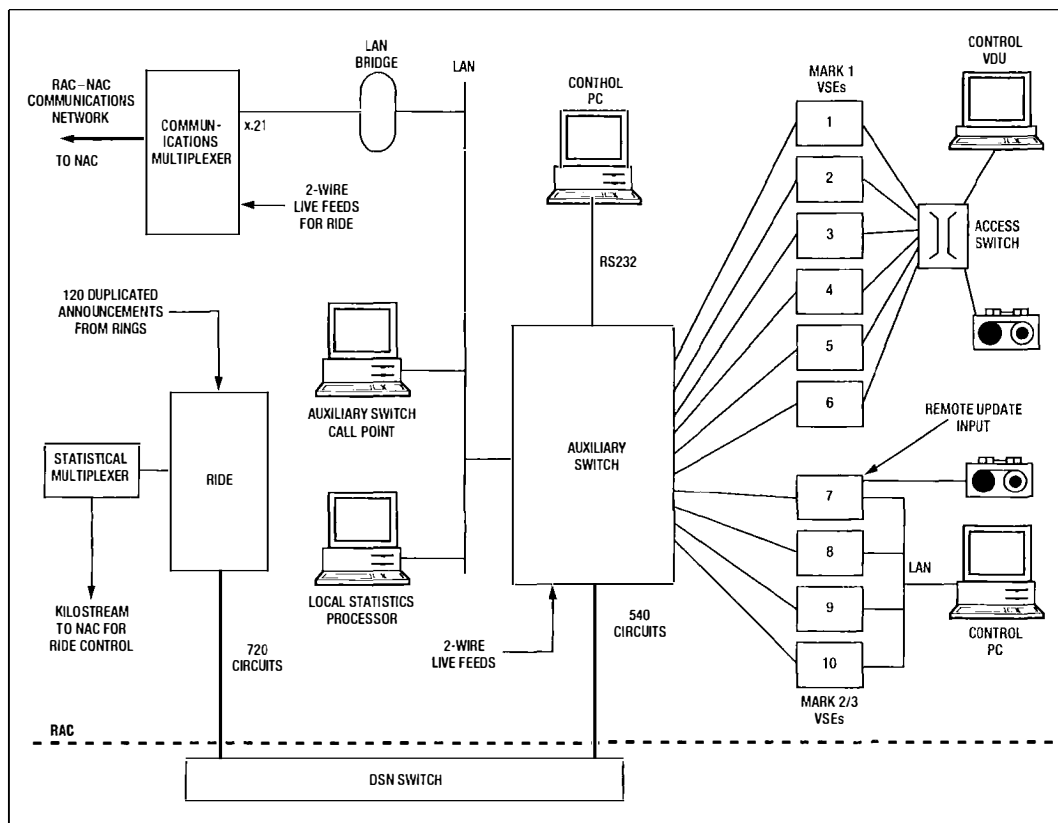 LAN
BRIDGE
LAN
RAC–NAC
COMMUNICATIONS
NETWORK
TO NAC
COMMUN-
ICATIONS
MULTIPLEXER
x.21
2-WIRE
LIVE FEEDS
FOR RIDE
CONTROL
PC
RS232
MARK 1
VSEs
1
2
3
4
5
6
CONTROL
VDU
ACCESS
SWITCH
120 DUPLICATED
ANNOUNCEMENTS
FROM RINGS
AUXILIARY SWITCH
CALL POINT
STATISTICAL
MULTIPLEXER
RIDE
AUXILIARY
SWITCH
REMOTE UPDATE
INPUT
7
8
9
10
LAN
MARK 2/3
VSEs
CONTROL
PC
LOCAL STATISTICS
PROCESSOR
KILOSTREAM
TO NAC FOR
RIDE CONTROL
720
CIRCUITS
2-WIRE
LIVE FEEDS
540
CIRCUITS
RAC
DSN SWITCH